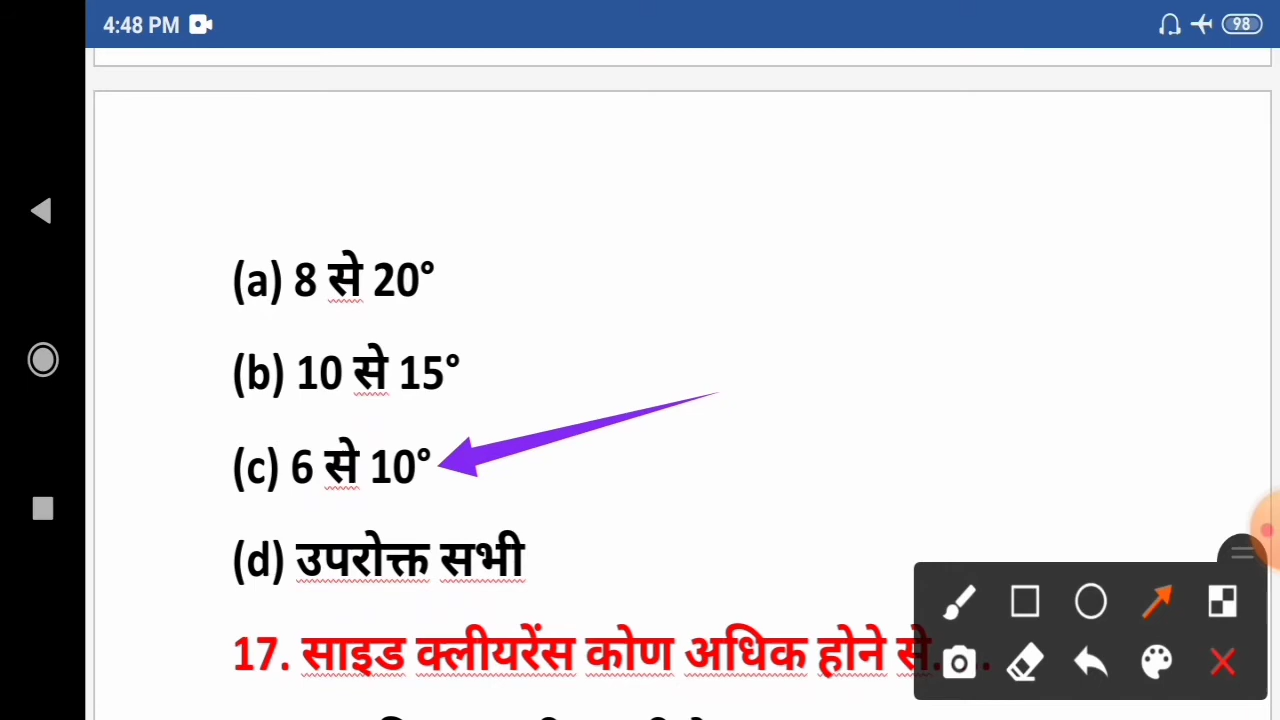 4:48 PM
98
(a) 8 से 20°
(b) 10 से 15°
(c) 6 से 10°
(d) उपरोक्त सभी
17. साइड क्लीयरेंस कोण अधिक होने से.....